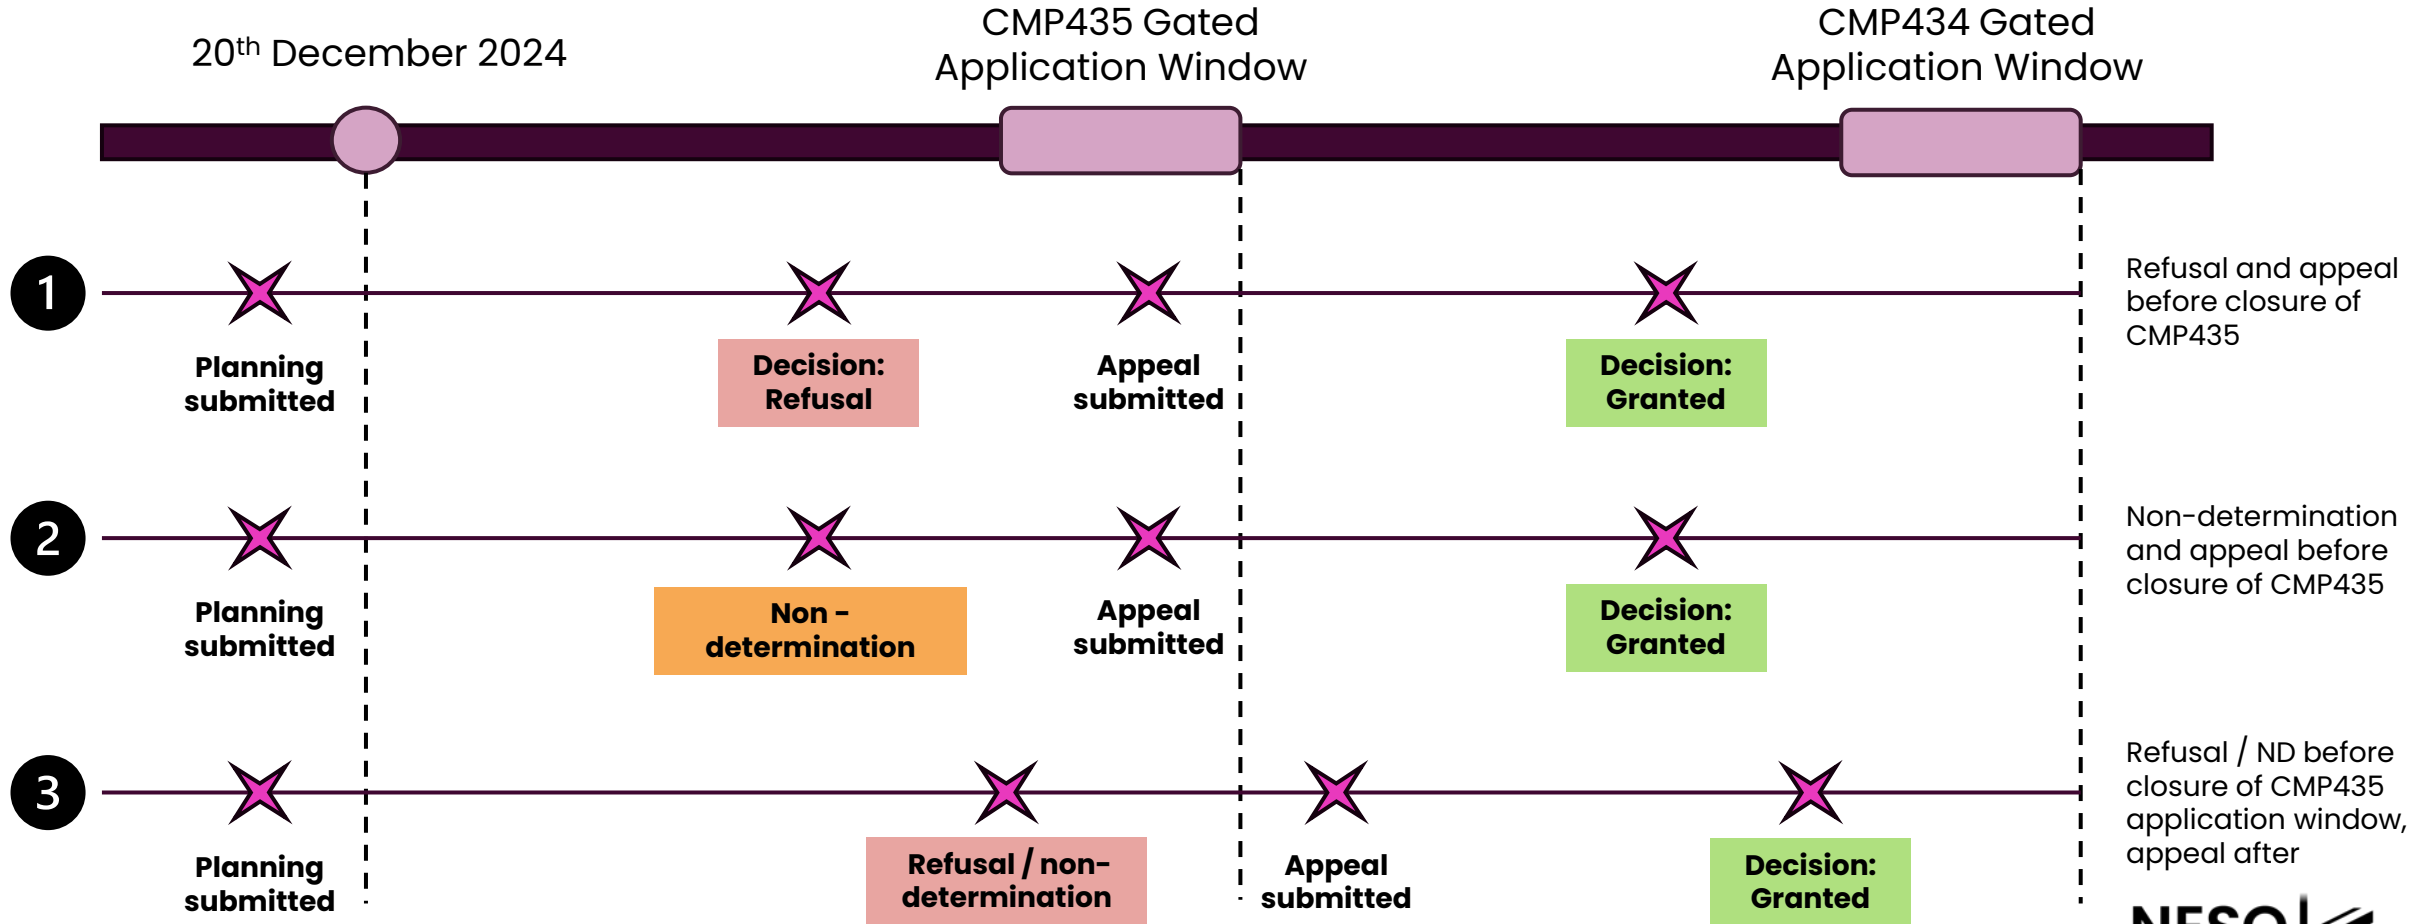 20th December 2024
CMP435 Gated
Application Window
CMP434 Gated
Application Window
1
Planning
submitted
Decision:
Refusal
Appeal
submitted
Decision:
Granted
Refusal and appeal
before closure of
CMP435
2
Planning
submitted
Non -
determination
Appeal
submitted
Decision:
Granted
Non-determination
and appeal before
closure of CMP435
3
Planning
submitted
Refusal / non-
determination
Appeal
submitted
Decision:
Granted
Refusal / ND before
closure of CMP435
application window,
appeal after
NESO